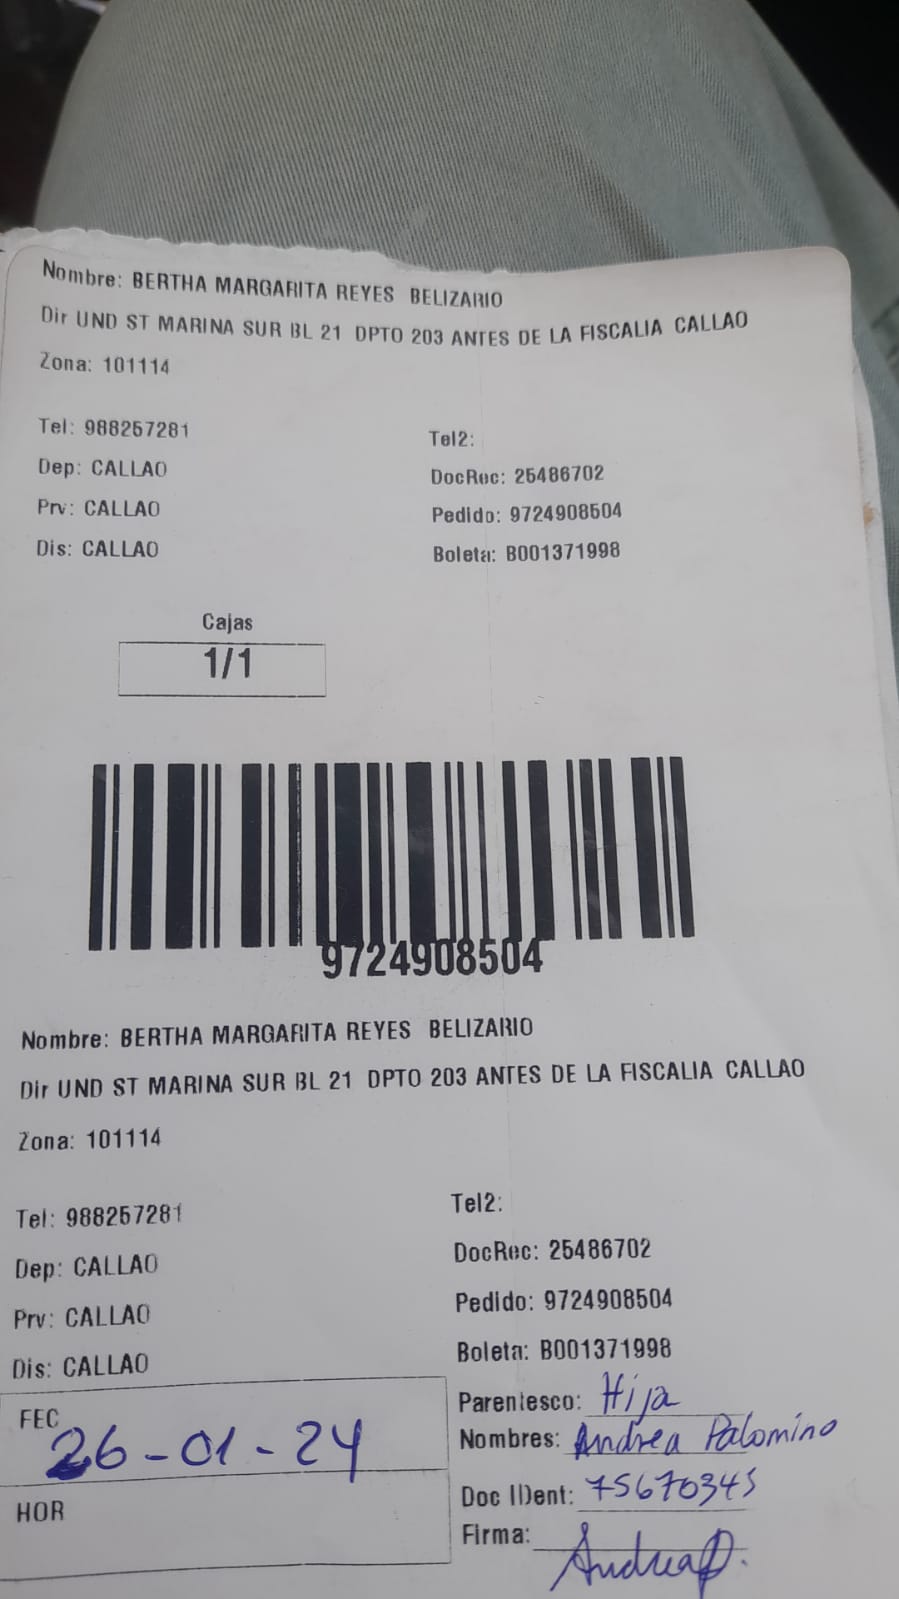 Nombre: BERTHA MARGARITA REYES BELIZARIO
Dir UND ST MARINA SUR BL 21 DPTO 203 ANTES DE LA FISCALIA CALLAO
Zona: 101114
Tel: 988257281 Tel2:
Dep: CALLAO DocRec: 25486702
Prv: CALLAO Pedido: 9724908504
Dis: CALLAO Boleta: B001371998
Cajas
1/1
9724908504
Nombre: BERTHA MARGARITA REYES BELIZARIO
Dir UND ST MARINA SUR BL 21 DPTO 203 ANTES DE LA FISCALIA CALLAO
Zona: 101114
Tel: 988257281 Tel2:
Dep: CALLAO DocRec: 25486702
Prv: CALLAO Pedido: 9724908504
Dis: CALLAO Boleta: B001371998
FEC 26-01-24 Parentesco: Hija
Nombres: Andrea Palomino
HOR Doc IDent: 75670345
Firma: AndreaP.